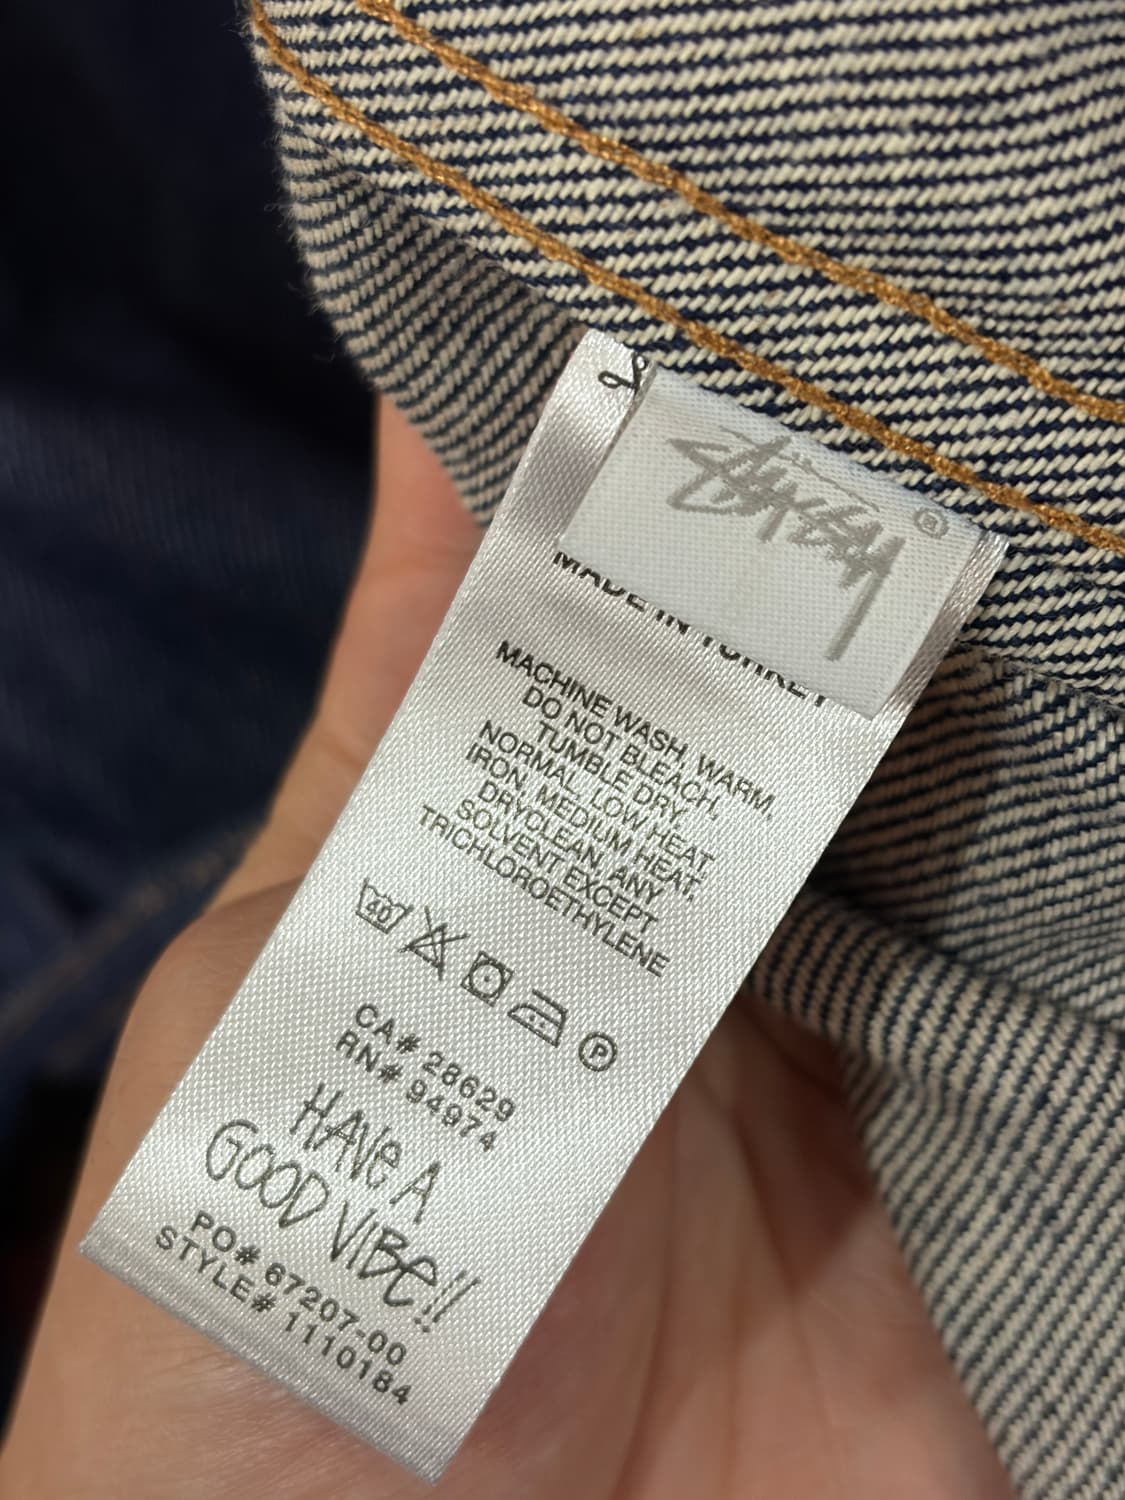 STÜSSY ®
MADE IN TURKEY
MACHINE WASH, WARM,
DO NOT BLEACH,
TUMBLE DRY,
NORMAL, LOW HEAT
IRON, MEDIUM HEAT,
DRYCLEAN, ANY
SOLVENT EXCEPT
TRICHLOROETHYLENE
40 P
CA# 28629
RN# 94974
HAVE A
GOOD VIBE!!
PO# 67207-00
STYLE# 1110184